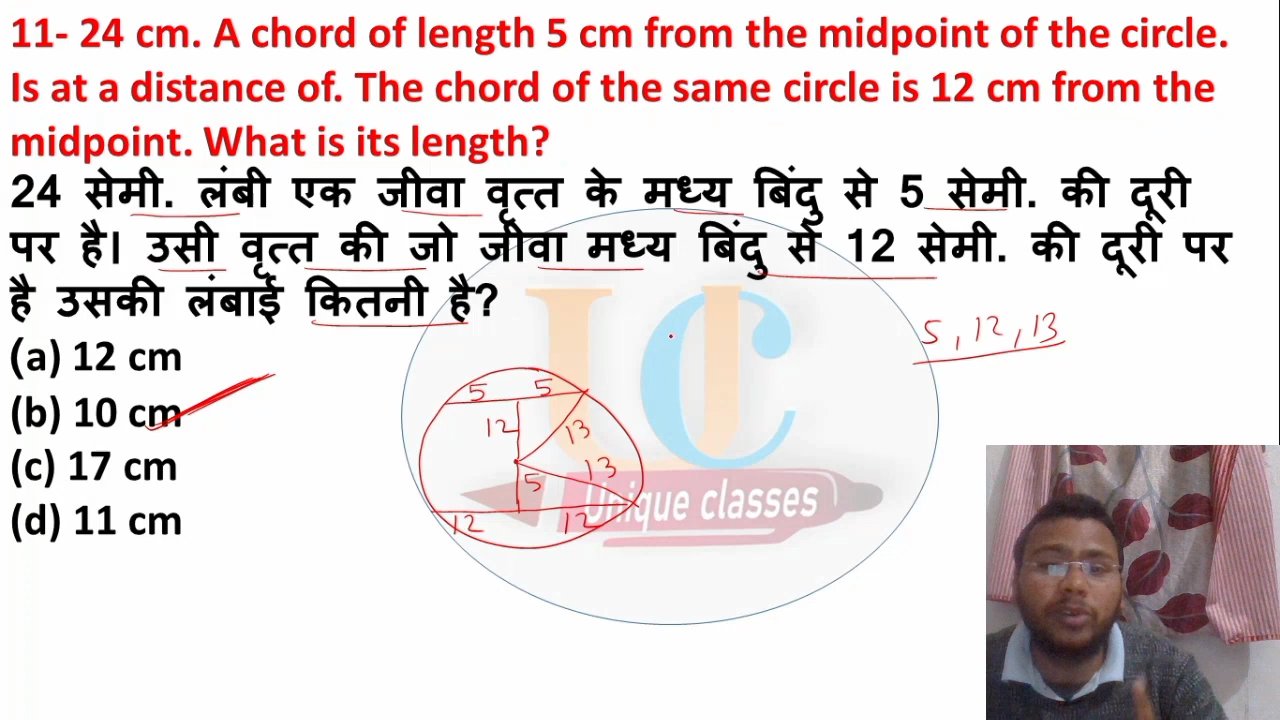 11- 24 cm. A chord of length 5 cm from the midpoint of the circle.
Is at a distance of. The chord of the same circle is 12 cm from the
midpoint. What is its length?
24 सेमी. लंबी एक जीवा वृत्त के मध्य बिंदु से 5 सेमी. की दूरी
पर है। उसी वृत्त की जो जीवा मध्य बिंदु से 12 सेमी. की दूरी पर
है उसकी लंबाई कितनी है?
5, 12, 13
(a) 12 cm
(b) 10 cm
(c) 17 cm
(d) 11 cm
5 5
12 13
13
5
12 12
UC
Unique classes